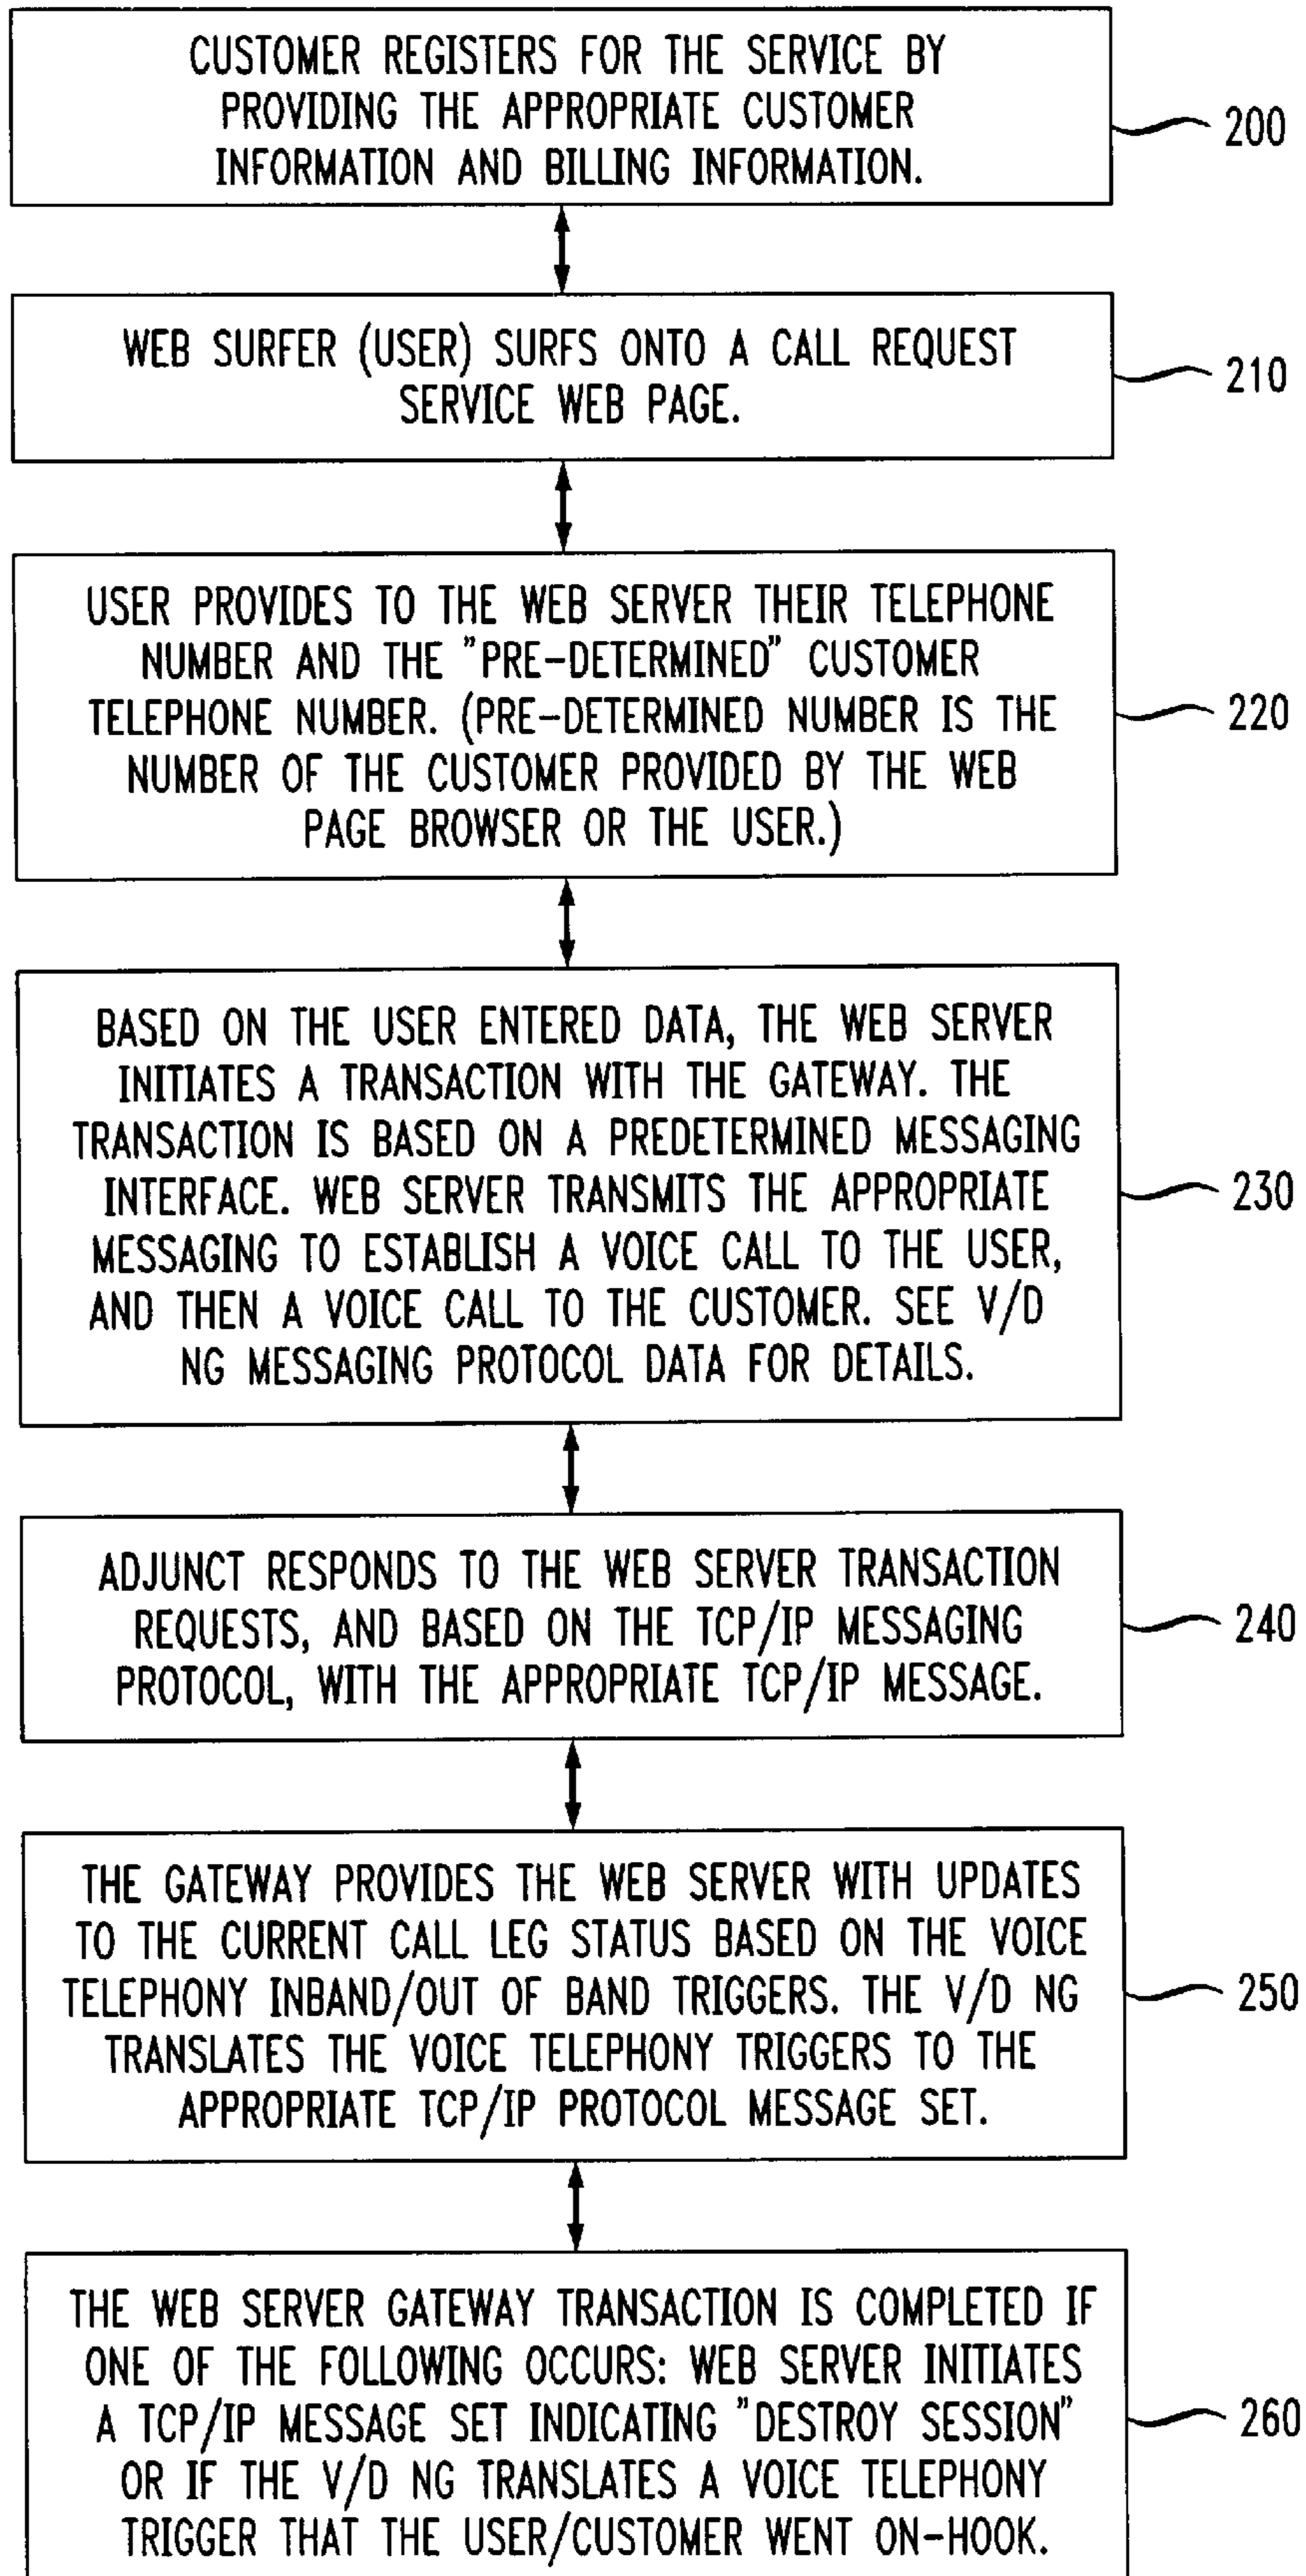 CUSTOMER REGISTERS FOR THE SERVICE BY
PROVIDING THE APPROPRIATE CUSTOMER
INFORMATION AND BILLING INFORMATION.
200
WEB SURFER (USER) SURFS ONTO A CALL REQUEST
SERVICE WEB PAGE.
210
USER PROVIDES TO THE WEB SERVER THEIR TELEPHONE
NUMBER AND THE "PRE-DETERMINED" CUSTOMER
TELEPHONE NUMBER. (PRE-DETERMINED NUMBER IS THE
NUMBER OF THE CUSTOMER PROVIDED BY THE WEB
PAGE BROWSER OR THE USER.)
220
BASED ON THE USER ENTERED DATA, THE WEB SERVER
INITIATES A TRANSACTION WITH THE GATEWAY. THE
TRANSACTION IS BASED ON A PREDETERMINED MESSAGING
INTERFACE. WEB SERVER TRANSMITS THE APPROPRIATE
MESSAGING TO ESTABLISH A VOICE CALL TO THE USER,
AND THEN A VOICE CALL TO THE CUSTOMER. SEE V/D
NG MESSAGING PROTOCOL DATA FOR DETAILS.
230
ADJUNCT RESPONDS TO THE WEB SERVER TRANSACTION
REQUESTS, AND BASED ON THE TCP/IP MESSAGING
PROTOCOL, WITH THE APPROPRIATE TCP/IP MESSAGE.
240
THE GATEWAY PROVIDES THE WEB SERVER WITH UPDATES
TO THE CURRENT CALL LEG STATUS BASED ON THE VOICE
TELEPHONY INBAND/OUT OF BAND TRIGGERS. THE V/D NG
TRANSLATES THE VOICE TELEPHONY TRIGGERS TO THE
APPROPRIATE TCP/IP PROTOCOL MESSAGE SET.
250
THE WEB SERVER GATEWAY TRANSACTION IS COMPLETED IF
ONE OF THE FOLLOWING OCCURS: WEB SERVER INITIATES
A TCP/IP MESSAGE SET INDICATING "DESTROY SESSION"
OR IF THE V/D NG TRANSLATES A VOICE TELEPHONY
TRIGGER THAT THE USER/CUSTOMER WENT ON-HOOK.
260